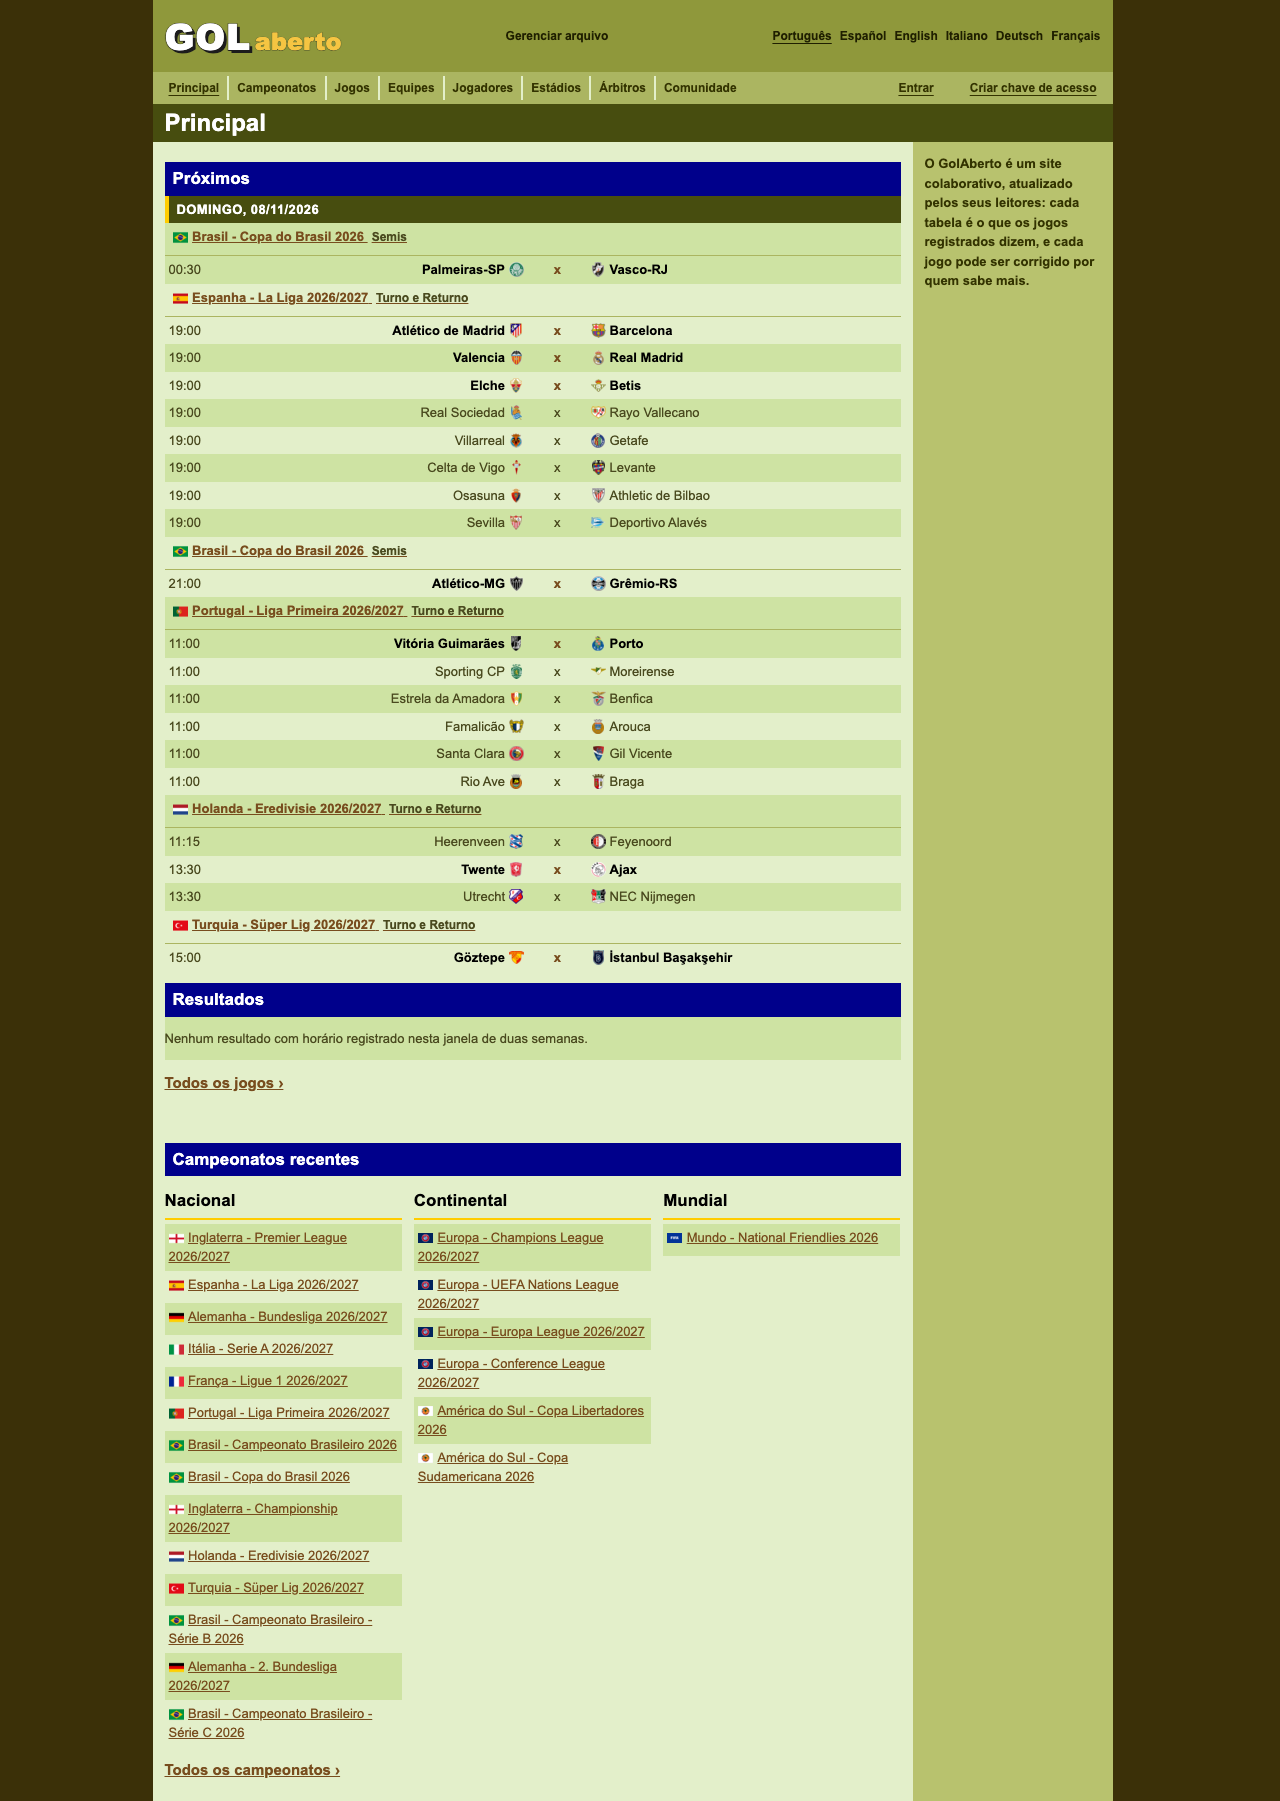 GOL aberto
Gerenciar arquivo
Português Español English Italiano Deutsch Français
Principal Campeonatos Jogos Equipes Jogadores Estádios Árbitros Comunidade Entrar Criar chave de acesso
Principal
Próximos
DOMINGO, 08/11/2026
Brasil - Copa do Brasil 2026 Semis
00:30 Palmeiras-SP x Vasco-RJ
Espanha - La Liga 2026/2027 Turno e Returno
19:00 Atlético de Madrid x Barcelona
19:00 Valencia x Real Madrid
19:00 Elche x Betis
19:00 Real Sociedad x Rayo Vallecano
19:00 Villarreal x Getafe
19:00 Celta de Vigo x Levante
19:00 Osasuna x Athletic de Bilbao
19:00 Sevilla x Deportivo Alavés
Brasil - Copa do Brasil 2026 Semis
21:00 Atlético-MG x Grêmio-RS
Portugal - Liga Primeira 2026/2027 Turno e Returno
11:00 Vitória Guimarães x Porto
11:00 Sporting CP x Moreirense
11:00 Estrela da Amadora x Benfica
11:00 Famalicão x Arouca
11:00 Santa Clara x Gil Vicente
11:00 Rio Ave x Braga
Holanda - Eredivisie 2026/2027 Turno e Returno
11:15 Heerenveen x Feyenoord
13:30 Twente x Ajax
13:30 Utrecht x NEC Nijmegen
Turquia - Süper Lig 2026/2027 Turno e Returno
15:00 Göztepe x İstanbul Başakşehir
Resultados
Nenhum resultado com horário registrado nesta janela de duas semanas.
Todos os jogos ›
O GolAberto é um site
colaborativo, atualizado
pelos seus leitores: cada
tabela é o que os jogos
registrados dizem, e cada
jogo pode ser corrigido por
quem sabe mais.
Campeonatos recentes
Nacional
Inglaterra - Premier League
2026/2027
Espanha - La Liga 2026/2027
Alemanha - Bundesliga 2026/2027
Itália - Serie A 2026/2027
França - Ligue 1 2026/2027
Portugal - Liga Primeira 2026/2027
Brasil - Campeonato Brasileiro 2026
Brasil - Copa do Brasil 2026
Inglaterra - Championship
2026/2027
Holanda - Eredivisie 2026/2027
Turquia - Süper Lig 2026/2027
Brasil - Campeonato Brasileiro -
Série B 2026
Alemanha - 2. Bundesliga
2026/2027
Brasil - Campeonato Brasileiro -
Série C 2026
Continental
Europa - Champions League
2026/2027
Europa - UEFA Nations League
2026/2027
Europa - Europa League 2026/2027
Europa - Conference League
2026/2027
América do Sul - Copa Libertadores
2026
América do Sul - Copa
Sudamericana 2026
Mundial
Mundo - National Friendlies 2026
Todos os campeonatos ›